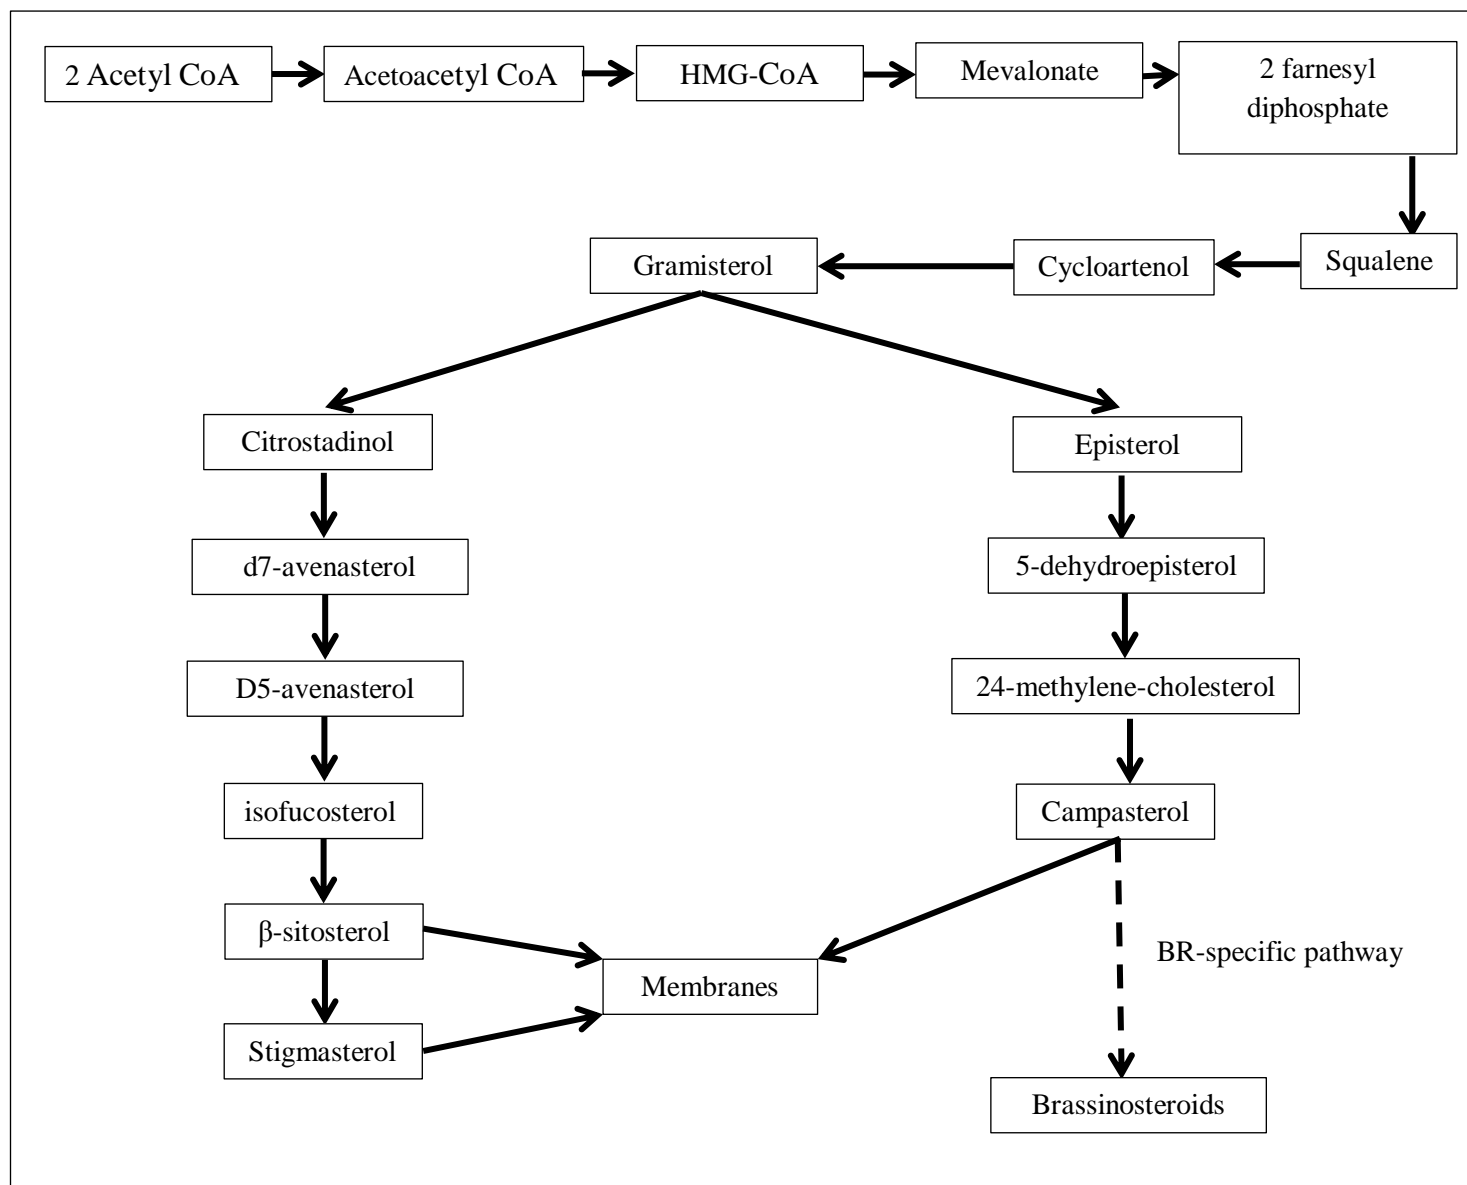 2 Acetyl CoA
Acetoacetyl CoA
HMG-CoA
Mevalonate
2 farnesyl
diphosphate
Squalene
Cycloartenol
Gramisterol
Citrostadinol
Episterol
d7-avenasterol
5-dehydroepisterol
D5-avenasterol
24-methylene-cholesterol
isofucosterol
Campasterol
β-sitosterol
BR-specific pathway
Membranes
Stigmasterol
Brassinosteroids